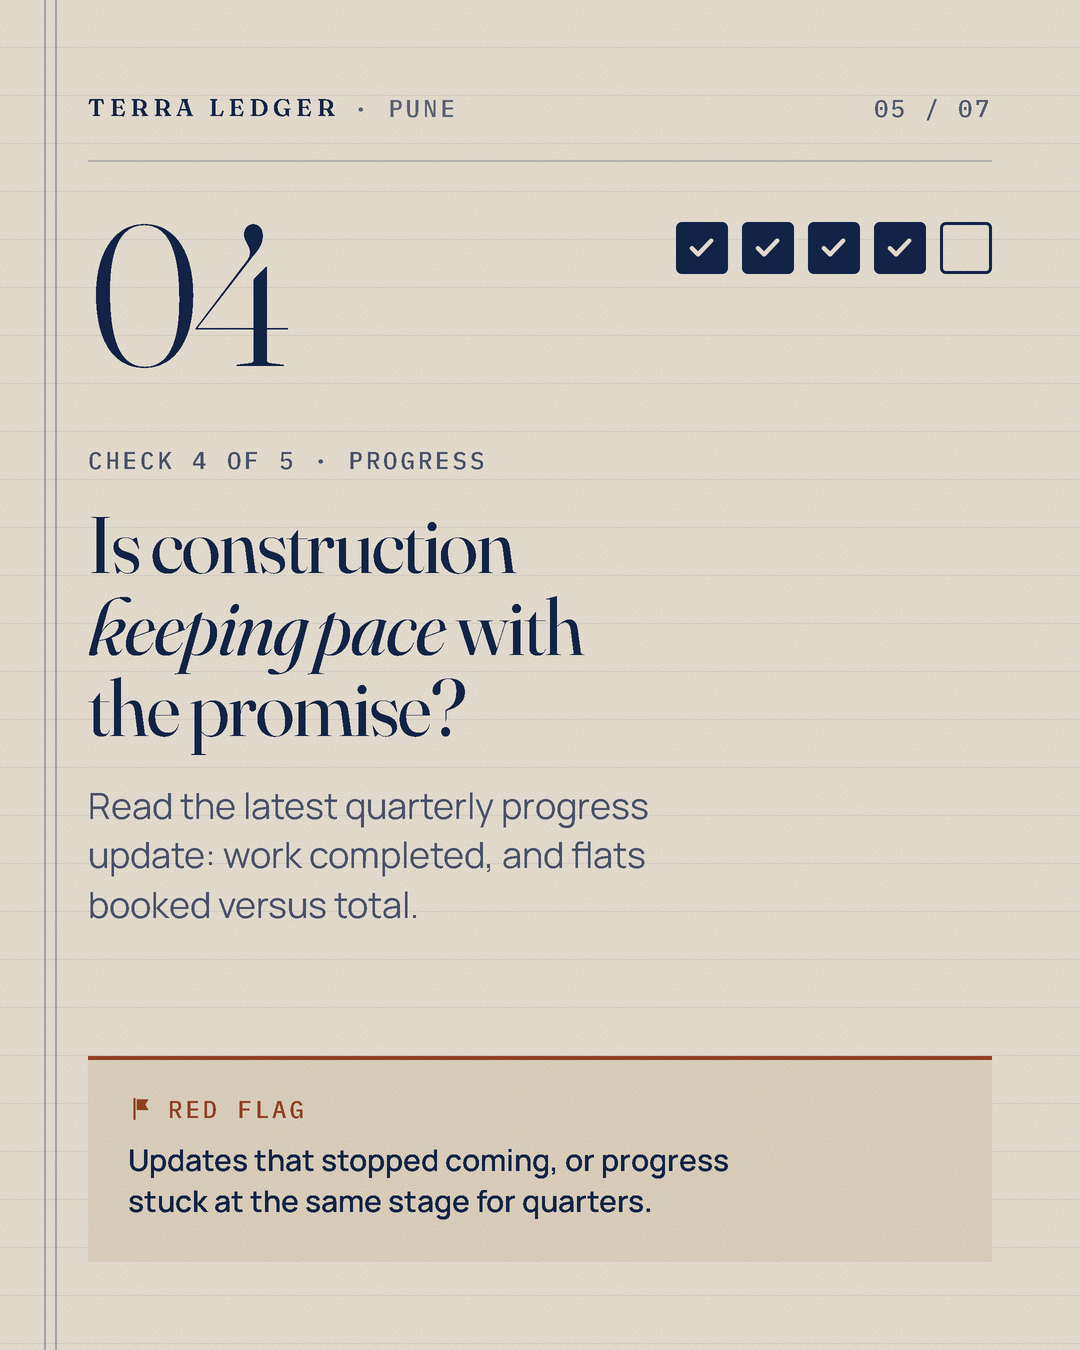 TERRA LEDGER · PUNE
05 / 07
04
CHECK 4 OF 5 · PROGRESS
Is construction
keeping pace with
the promise?
Read the latest quarterly progress
update: work completed, and flats
booked versus total.
RED FLAG
Updates that stopped coming, or progress
stuck at the same stage for quarters.